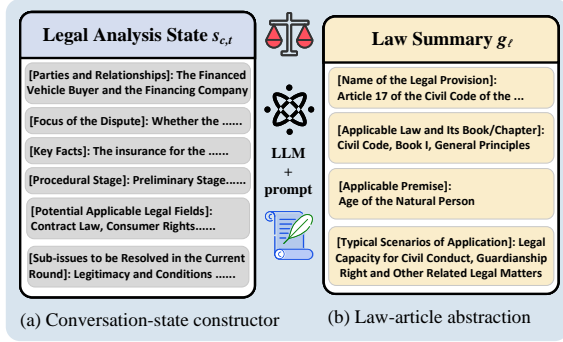 Legal Analysis State s_{c,t}
[Parties and Relationships]: The Financed
Vehicle Buyer and the Financing Company
[Focus of the Dispute]: Whether the ......
[Key Facts]: The insurance for the ......
[Procedural Stage]: Preliminary Stage......
[Potential Applicable Legal Fields]:
Contract Law, Consumer Rights......
[Sub-issues to be Resolved in the Current
Round]: Legitimacy and Conditions ......
(a) Conversation-state constructor
LLM
+
prompt
Law Summary g_ℓ
[Name of the Legal Provision]:
Article 17 of the Civil Code of the ...
[Applicable Law and Its Book/Chapter]:
Civil Code, Book I, General Principles
[Applicable Premise]:
Age of the Natural Person
[Typical Scenarios of Application]: Legal
Capacity for Civil Conduct, Guardianship
Right and Other Related Legal Matters
(b) Law-article abstraction